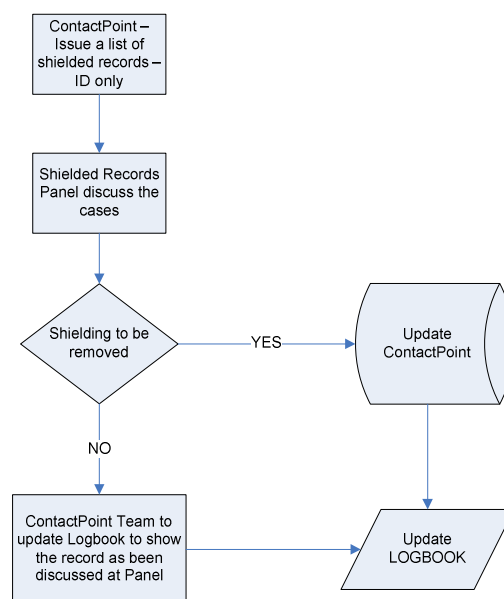 ContactPoint –
Issue a list of
shielded records –
ID only
Shielded Records
Panel discuss the
cases
Shielding to be
removed
YES
Update
ContactPoint
NO
ContactPoint Team to
update Logbook to show
the record as been
discussed at Panel
Update
LOGBOOK